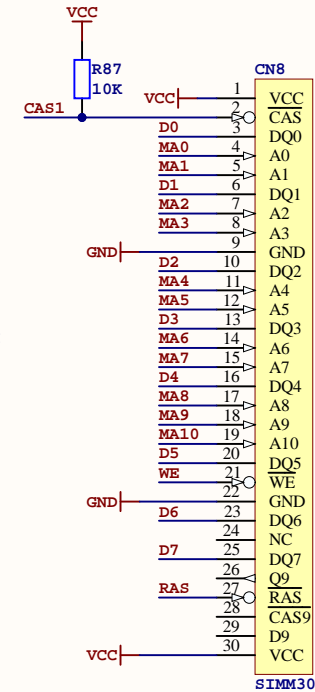 VCC
R87
10K
CN8
CAS1
VCC 1 VCC
2 CAS
D0 3 DQ0
MA0 4 A0
MA1 5 A1
D1 6 DQ1
MA2 7 A2
MA3 8 A3
GND 9 GND
D2 10 DQ2
MA4 11 A4
MA5 12 A5
D3 13 DQ3
MA6 14 A6
MA7 15 A7
D4 16 DQ4
MA8 17 A8
MA9 18 A9
MA10 19 A10
D5 20 DQ5
WE 21 WE
GND 22 GND
D6 23 DQ6
24 NC
D7 25 DQ7
26 Q9
RAS 27 RAS
28 CAS9
29 D9
VCC 30 VCC
SIMM30